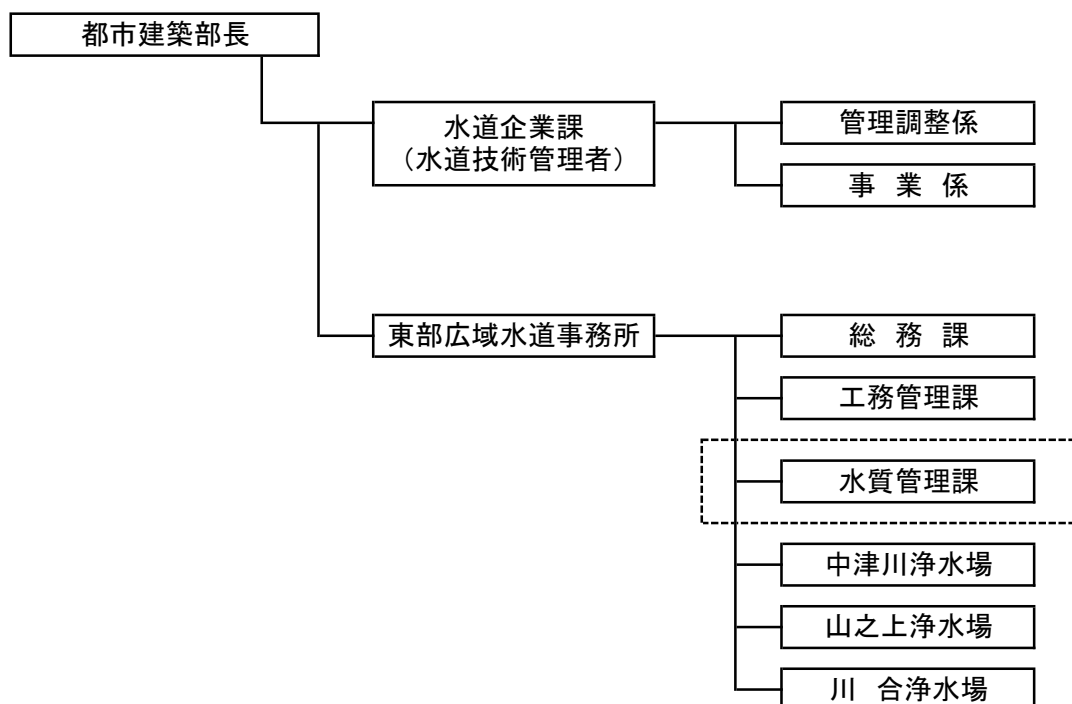 都市建築部長
水道企業課
（水道技術管理者）
管理調整係
事 業 係
東部広域水道事務所
総 務 課
工務管理課
水質管理課
中津川浄水場
山之上浄水場
川 合浄水場